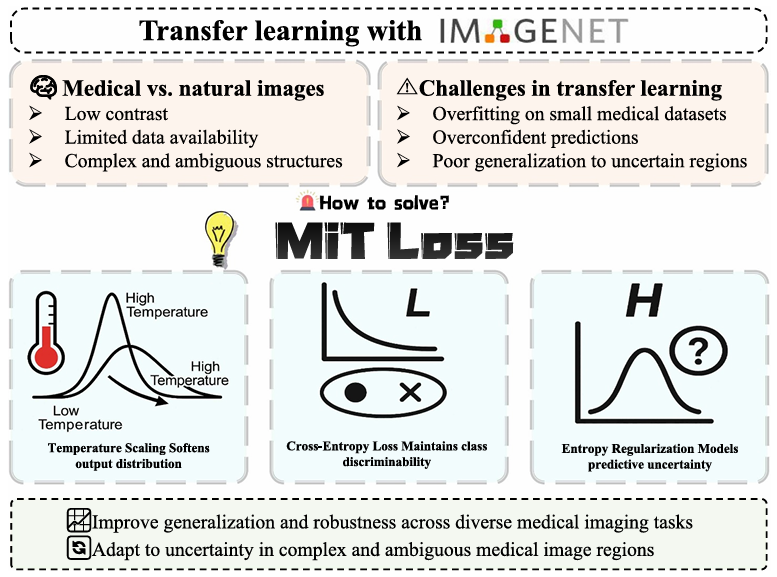 Transfer learning with IMAGENET
Medical vs. natural images
Low contrast
Limited data availability
Complex and ambiguous structures
Challenges in transfer learning
Overfitting on small medical datasets
Overconfident predictions
Poor generalization to uncertain regions
How to solve?
MiT Loss
High
Temperature
High
Temperature
Low
Temperature
Temperature Scaling Softens
output distribution
L
Cross-Entropy Loss Maintains class
discriminability
H
?
Entropy Regularization Models
predictive uncertainty
Improve generalization and robustness across diverse medical imaging tasks
Adapt to uncertainty in complex and ambiguous medical image regions